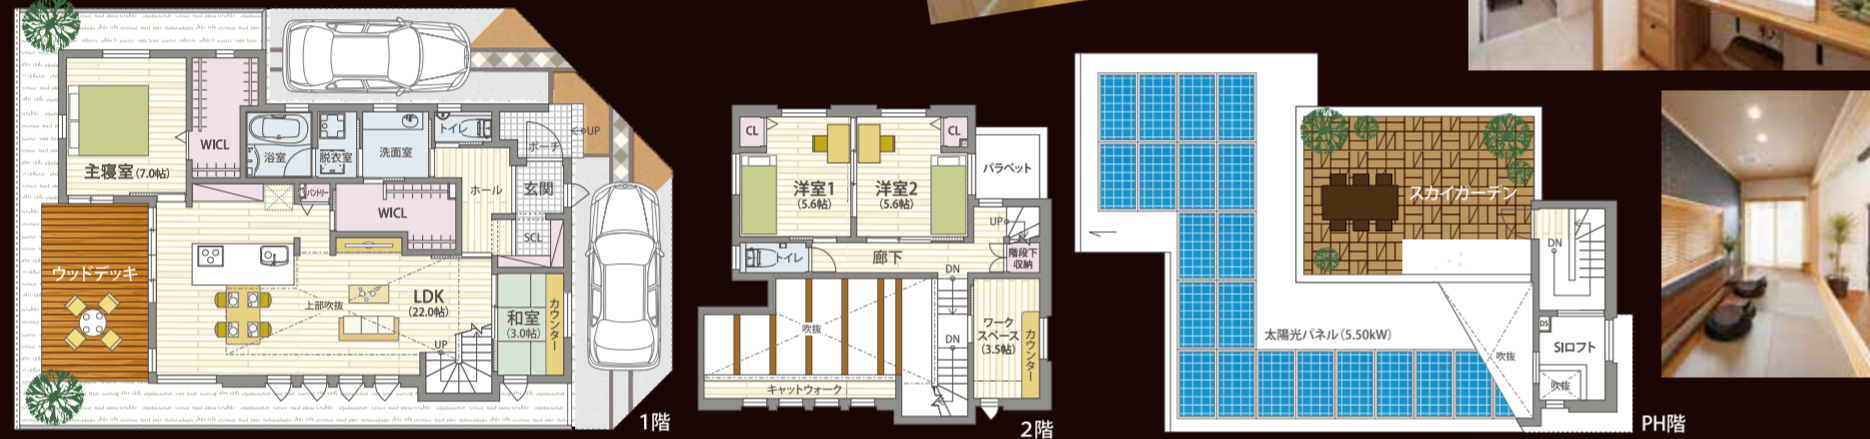 主寝室(7.0帖)
WICL
浴室
脱衣室
洗面室
トイレ
ポーチ
UP
ホール
玄関
パントリー
WICL
SCL
ウッドデッキ
上部吹抜
LDK
(22.0帖)
UP
和室
(3.0帖)
カウンター
1階
CL
CL
洋室1
(5.6帖)
洋室2
(5.6帖)
パラペット
UP
トイレ
廊下
階段下
収納
DN
吹抜
DN
ワーク
スペース
(3.5帖)
カウンター
キャットウォーク
2階
スカイガーデン
DN
太陽光パネル(5.50kW)
吹抜
DS
SIロフト
吹抜
PH階